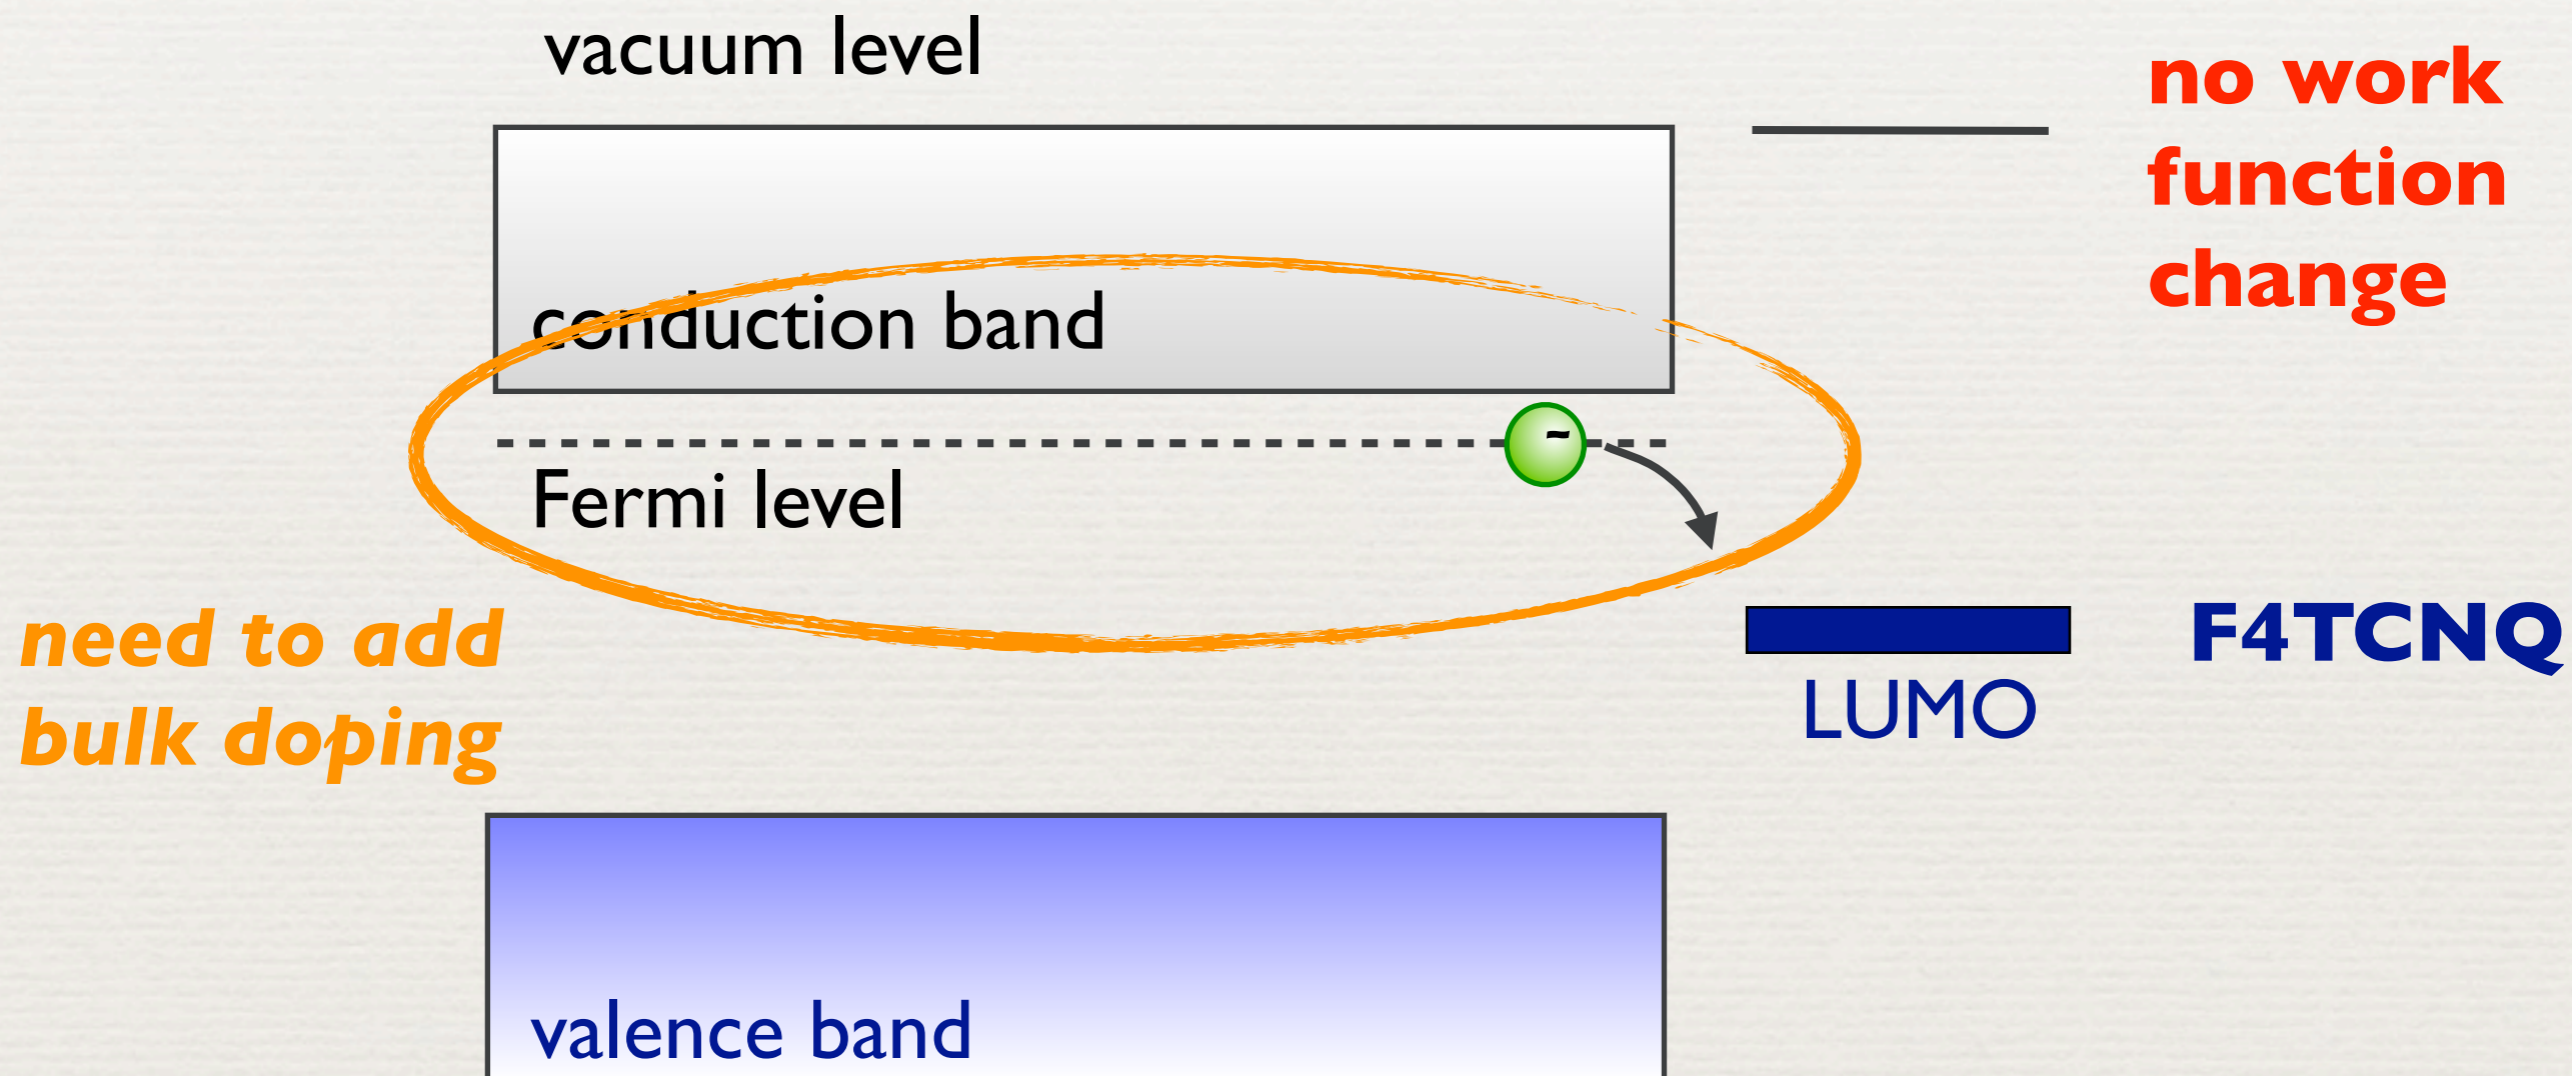 vacuum level
no work
function
change
conduction band
Fermi level
need to add
bulk doping
F4TCNQ
LUMO
valence band